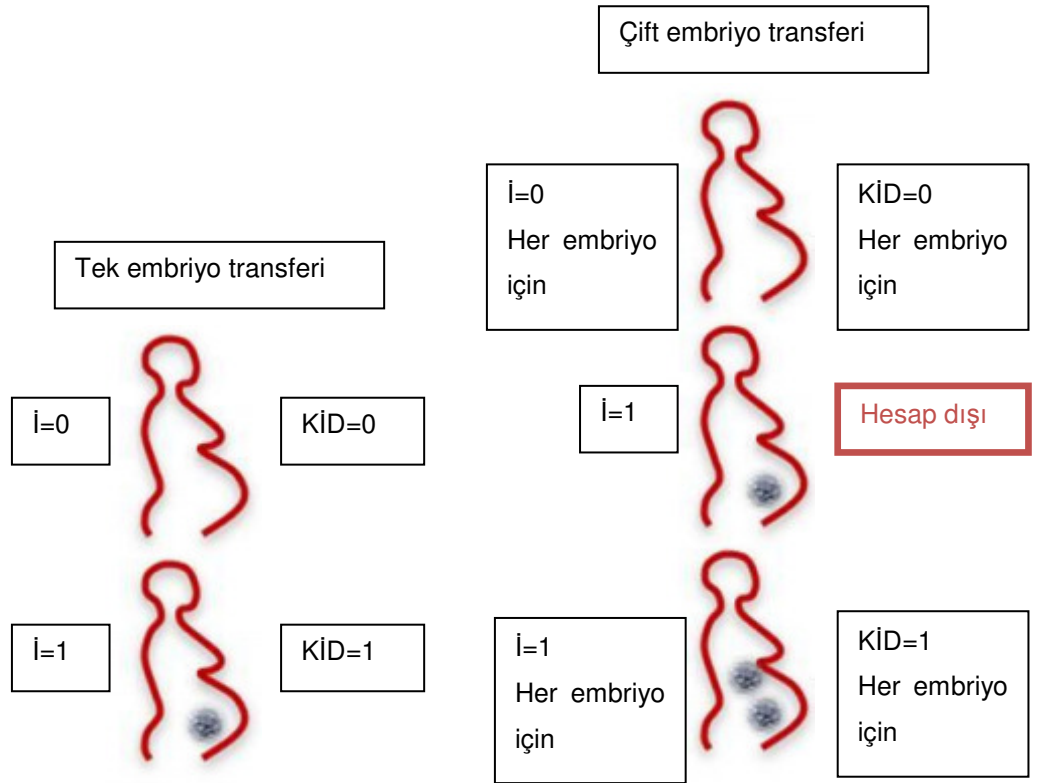 Çift embriyo transferi
İ=0
Her embriyo
için
KİD=0
Her embriyo
için
Tek embriyo transferi
İ=0
KİD=0
İ=1
Hesap dışı
İ=1
KİD=1
İ=1
Her embriyo
için
KİD=1
Her embriyo
için